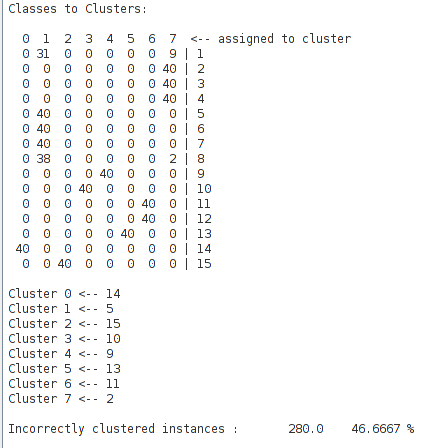 Classes to Clusters:
0 1 2 3 4 5 6 7 <-- assigned to cluster
0 31 0 0 0 0 0 9 | 1
0 0 0 0 0 0 0 40 | 2
0 0 0 0 0 0 0 40 | 3
0 0 0 0 0 0 0 40 | 4
0 40 0 0 0 0 0 0 | 5
0 40 0 0 0 0 0 0 | 6
0 40 0 0 0 0 0 0 | 7
0 38 0 0 0 0 0 2 | 8
0 0 0 0 40 0 0 0 | 9
0 0 0 40 0 0 0 0 | 10
0 0 0 0 0 0 40 0 | 11
0 0 0 0 0 0 40 0 | 12
0 0 0 0 0 40 0 0 | 13
40 0 0 0 0 0 0 0 | 14
0 0 40 0 0 0 0 0 | 15
Cluster 0 <-- 14
Cluster 1 <-- 5
Cluster 2 <-- 15
Cluster 3 <-- 10
Cluster 4 <-- 9
Cluster 5 <-- 13
Cluster 6 <-- 11
Cluster 7 <-- 2
Incorrectly clustered instances : 280.0 46.6667 %